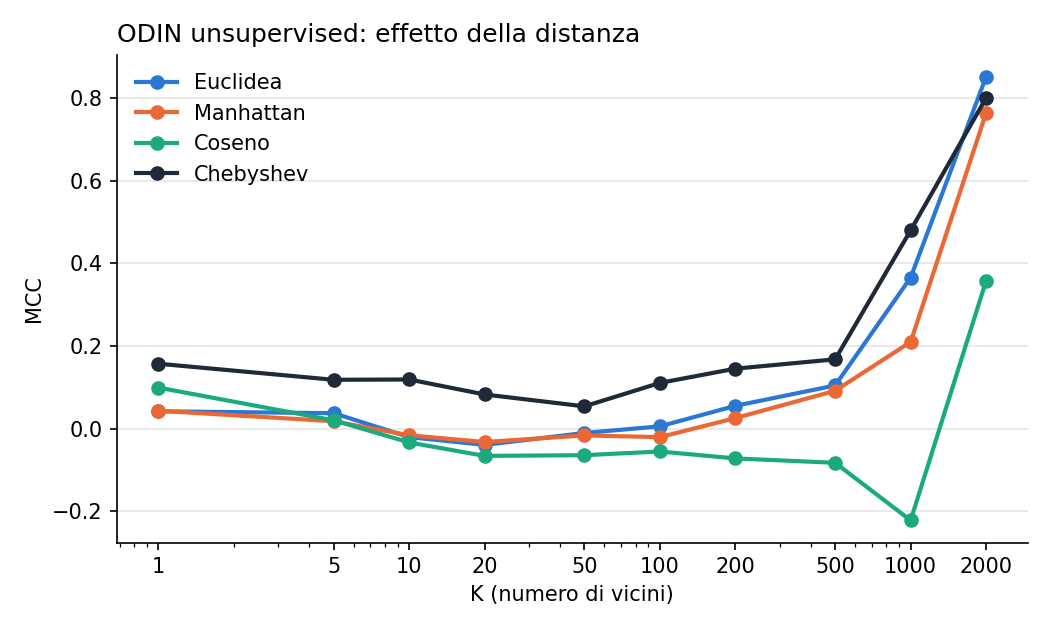 ODIN unsupervised: effetto della distanza
Euclidea
Manhattan
Coseno
Chebyshev
MCC
0.8
0.6
0.4
0.2
0.0
−0.2
1 5 10 20 50 100 200 500 1000 2000
K (numero di vicini)